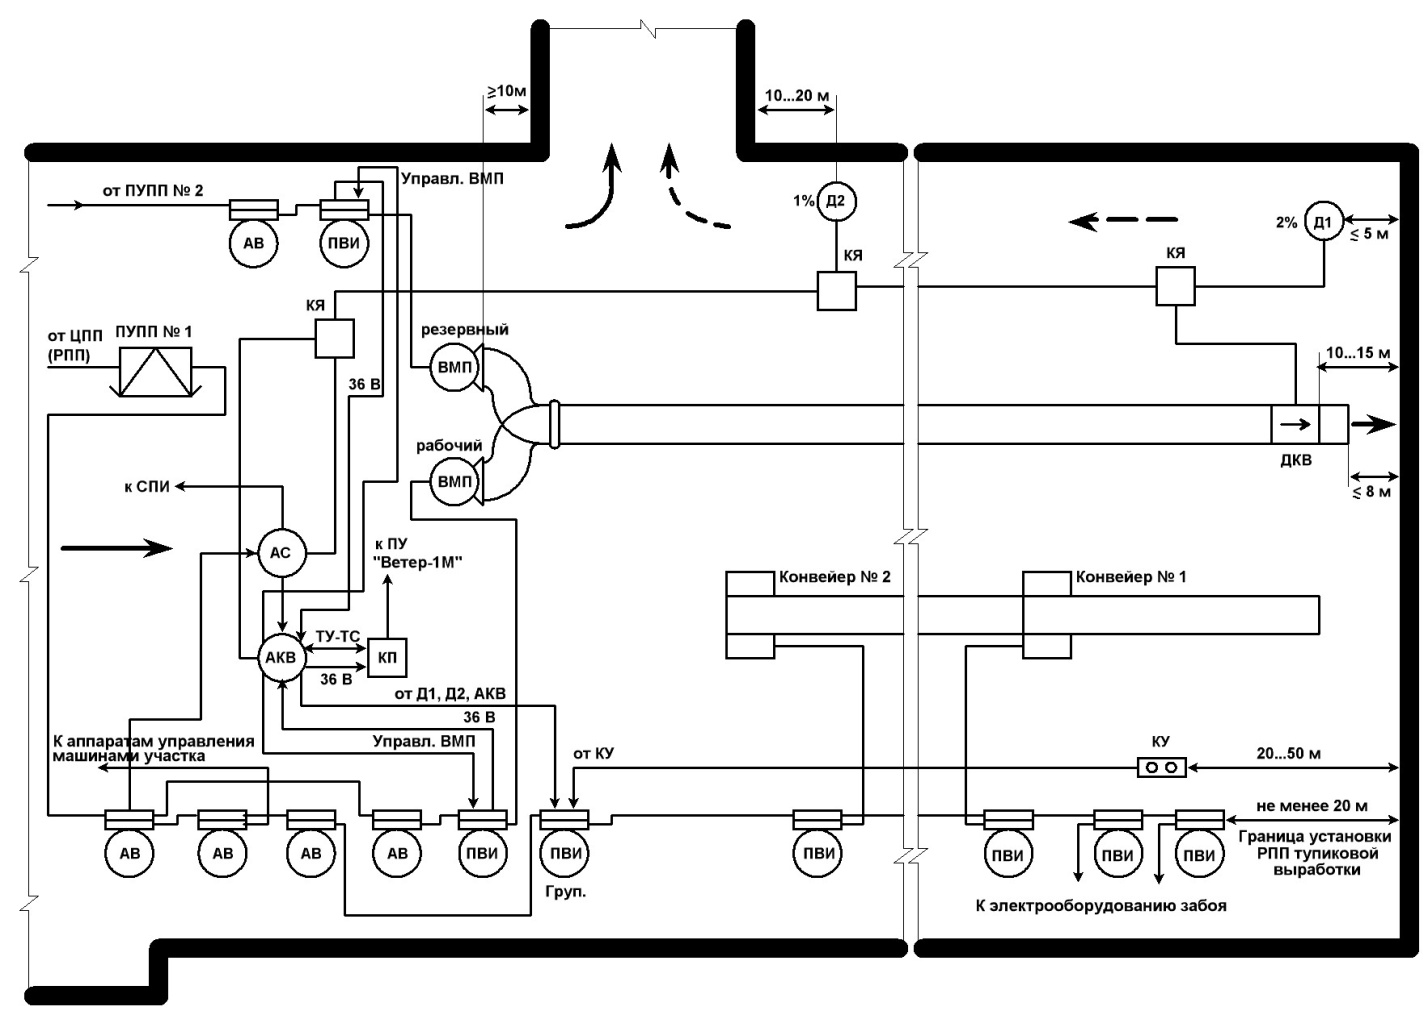 ≥10м
10...20 м
от ПУПП № 2
Управл. ВМП
АВ
ПВИ
1%
Д2
КЯ
2%
Д1
≤ 5 м
КЯ
КЯ
от ЦПП
(РПП)
ПУПП № 1
резервный
ВМП
36 В
10...15 м
рабочий
ВМП
ДКВ
≤ 8 м
к СПИ
АС
к ПУ
"Ветер-1М"
Конвейер № 2
Конвейер № 1
АКВ
ТУ-ТС
КП
36 В
от Д1, Д2, АКВ
36 В
К аппаратам управления
машинами участка
Управл. ВМП
от КУ
КУ
20...50 м
не менее 20 м
Граница установки
РПП тупиковой
выработки
АВ
АВ
АВ
АВ
ПВИ
ПВИ
ПВИ
ПВИ
ПВИ
ПВИ
Груп.
К электрооборудованию забоя